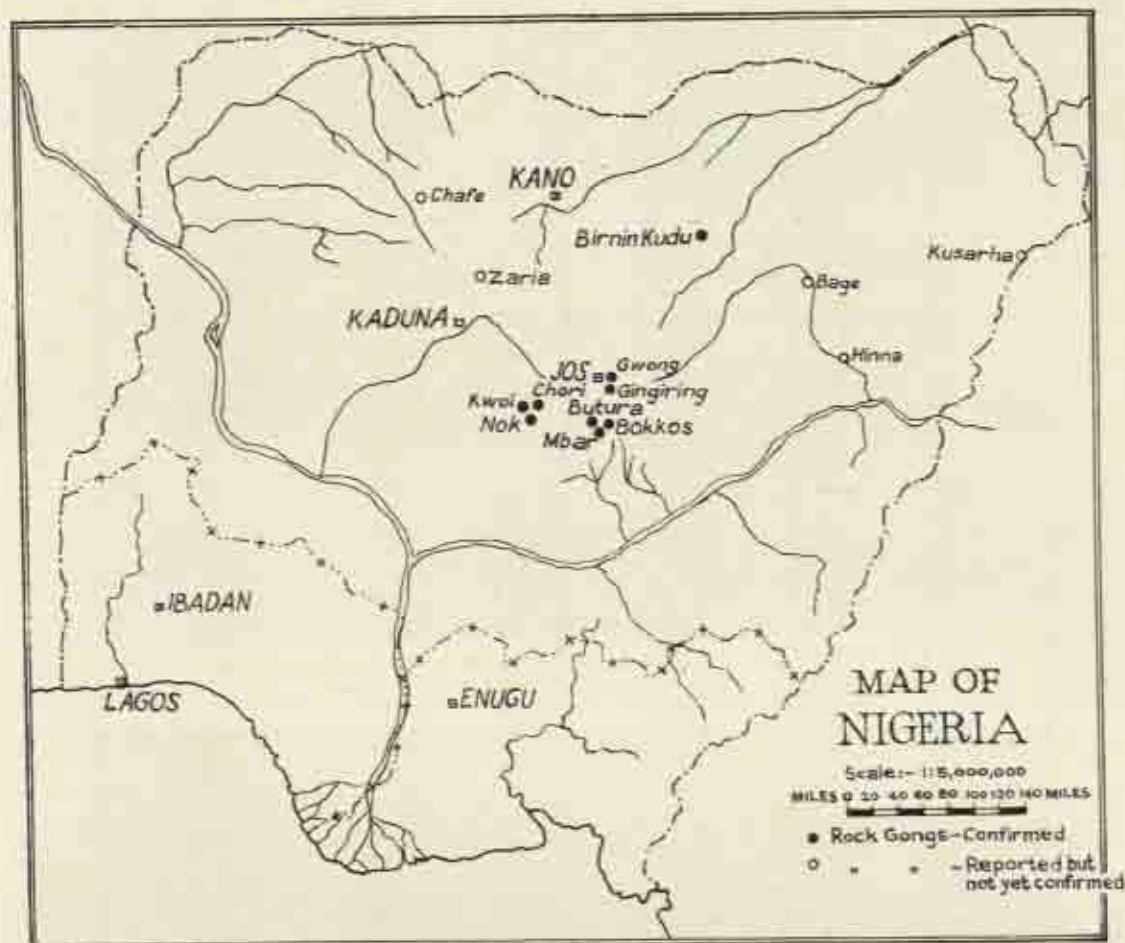 Chafe
KANO
Birnin Kudu
Kusarha
Zaria
Bage
KADUNA
Hinna
JOS
Gwong
Chori
Gingiring
Kwoi
Butura
Nok
Bokkos
Mbar
IBADAN
LAGOS
ENUGU
MAP OF
NIGERIA
Scale:- 1:5,000,000
MILES 0 20 40 60 80 100 120 140 MILES
Rock Gongs-Confirmed
" " - Reported but
not yet confirmed